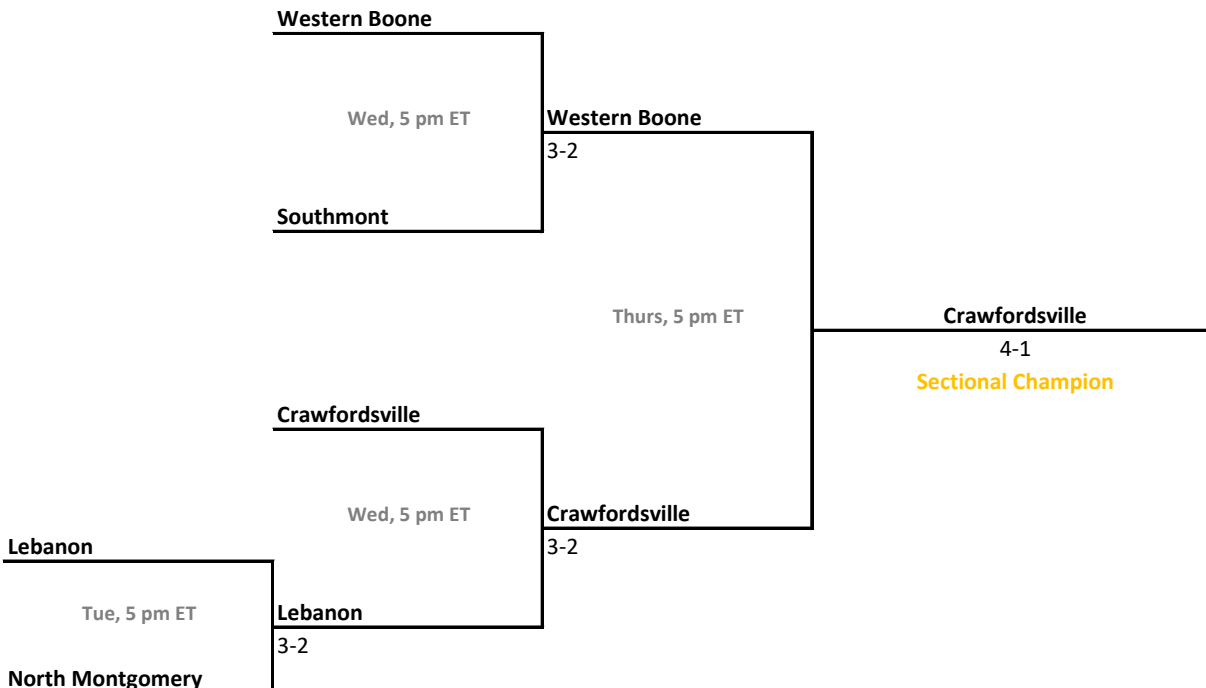 Western Boone
Wed, 5 pm ET
Western Boone
3-2
Southmont
Thurs, 5 pm ET
Crawfordsville
4-1
Sectional Champion
Crawfordsville
Wed, 5 pm ET
Crawfordsville
3-2
Lebanon
Tue, 5 pm ET
Lebanon
3-2
North Montgomery